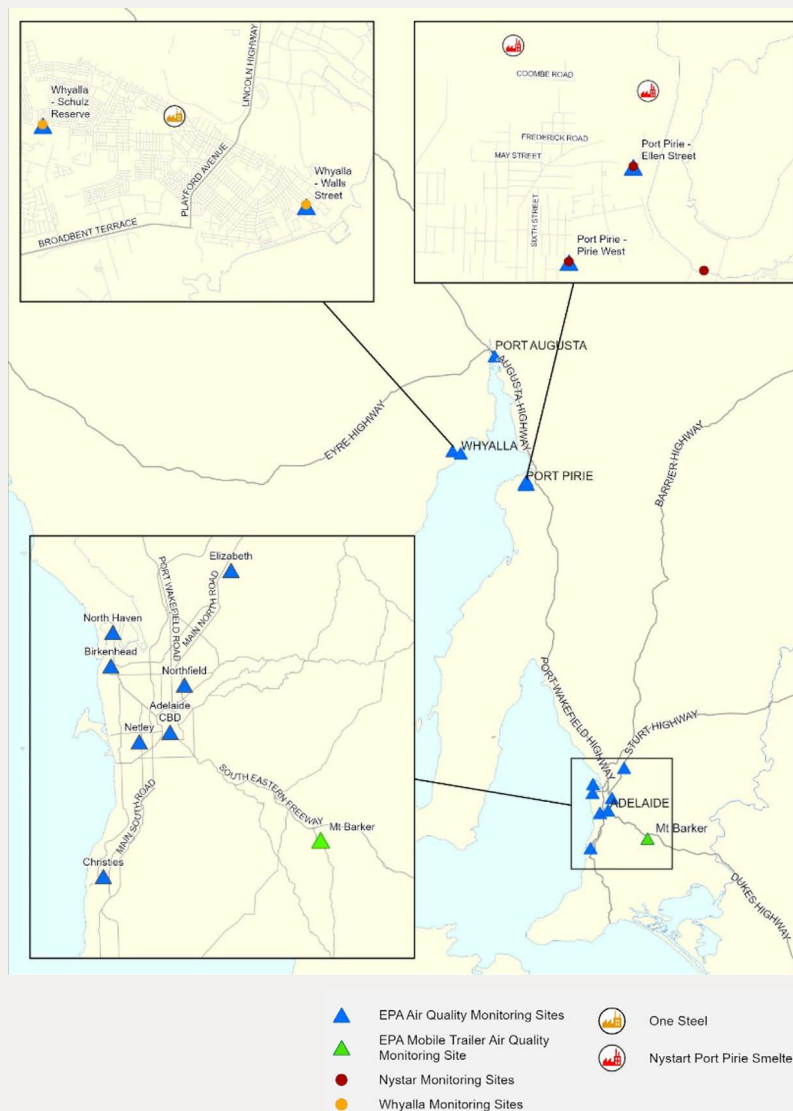 Whyalla
- Schulz
Reserve
LINCOLN HIGHWAY
PLAYFORD AVENUE
Whyalla
- Walls
Street
BROADBENT TERRACE
COOMBE ROAD
FREDERICK ROAD
MAY STREET
Port Pirie -
Ellen Street
SIXTH STREET
Port Pirie -
Pirie West
PORT AUGUSTA
AUGUSTA HIGHWAY
EYRE HIGHWAY
WHYALLA
PORT PIRIE
BARRIER HIGHWAY
PORT WAKEFIELD HIGHWAY
STURT HIGHWAY
ADELAIDE
Mt Barker
DUKES HIGHWAY
Elizabeth
PORT WAKEFIELD ROAD
MAIN NORTH ROAD
North Haven
Birkenhead
Northfield
Adelaide
CBD
Netley
SOUTH EASTERN FREEWAY
MAIN SOUTH ROAD
Mt Barker
Christies
EPA Air Quality Monitoring Sites
EPA Mobile Trailer Air Quality
Monitoring Site
Nystar Monitoring Sites
Whyalla Monitoring Sites
One Steel
Nystart Port Pirie Smelte